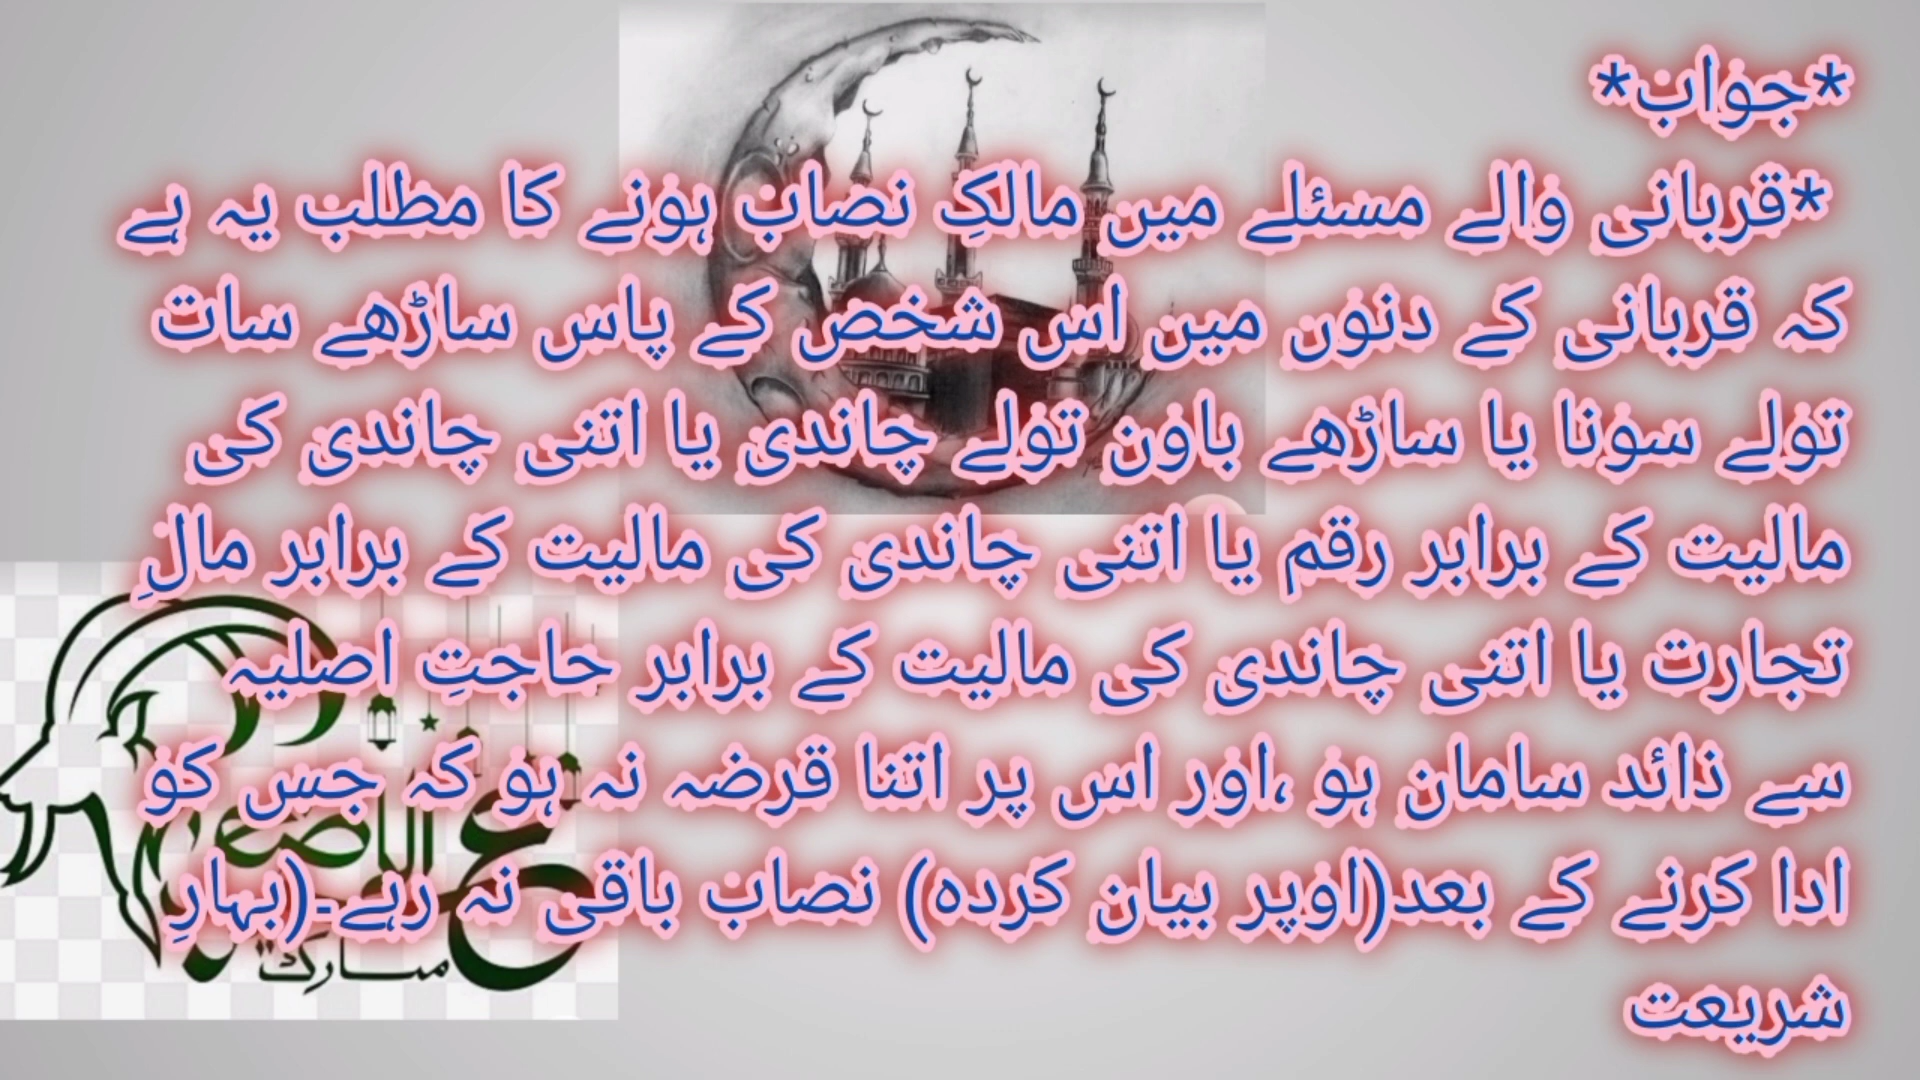 *جواب*
*قربانی والے مسئلے میں مالکِ نصاب ہونے کا مطلب یہ ہے
کہ قربانی کے دنوں میں اس شخص کے پاس ساڑھے سات
تولے سونا یا ساڑھے باون تولے چاندی یا اتنی چاندی کی
مالیت کے برابر رقم یا اتنی چاندی کی مالیت کے برابر مالِ
تجارت یا اتنی چاندی کی مالیت کے برابر حاجتِ اصلیہ
سے ذائد سامان ہو ،اور اس پر اتنا قرضہ نہ ہو کہ جس کو
ادا کرنے کے بعد(اوپر بیان کردہ) نصاب باقی نہ رہے۔(بہارِ
شریعت
مبارك